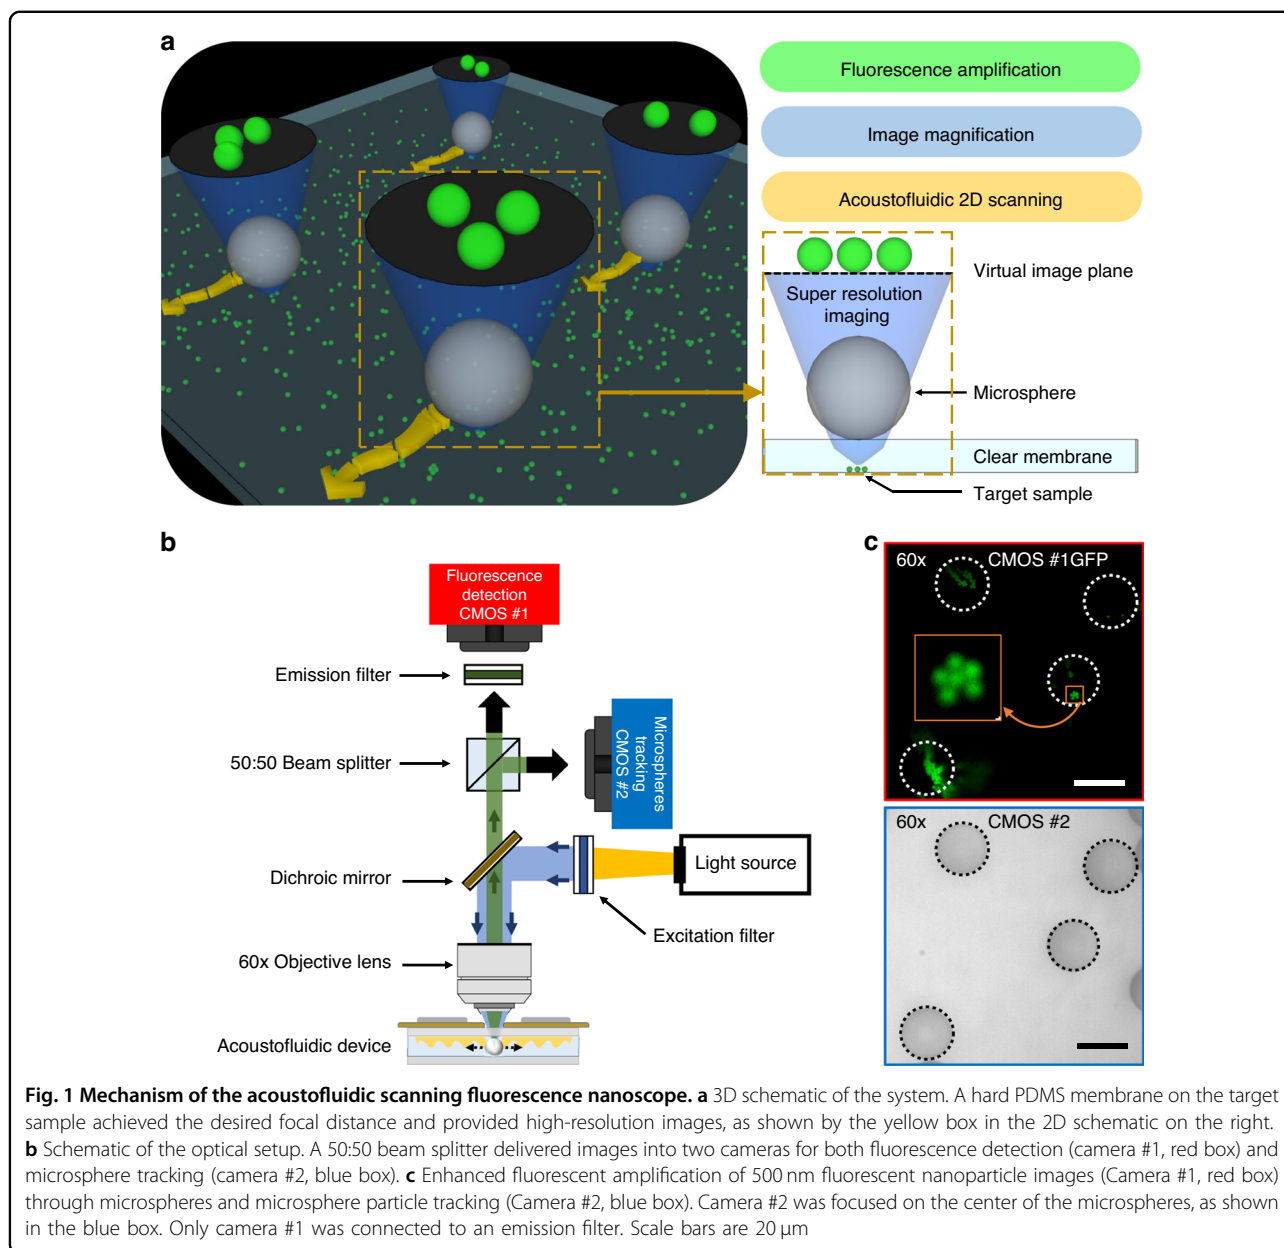 a
Fluorescence amplification
Image magnification
Acoustofluidic 2D scanning
Virtual image plane
Super resolution
imaging
Microsphere
Clear membrane
Target sample
b
Fluorescence
detection
CMOS #1
Emission filter
Microspheres
tracking
CMOS #2
50:50 Beam splitter
Light source
Dichroic mirror
Excitation filter
60x Objective lens
Acoustofluidic device
c
60x CMOS #1GFP
60x CMOS #2
Fig. 1 Mechanism of the acoustofluidic scanning fluorescence nanoscope. a 3D schematic of the system. A hard PDMS membrane on the target
sample achieved the desired focal distance and provided high-resolution images, as shown by the yellow box in the 2D schematic on the right.
b Schematic of the optical setup. A 50:50 beam splitter delivered images into two cameras for both fluorescence detection (camera #1, red box) and
microsphere tracking (camera #2, blue box). c Enhanced fluorescent amplification of 500 nm fluorescent nanoparticle images (Camera #1, red box)
through microspheres and microsphere particle tracking (Camera #2, blue box). Camera #2 was focused on the center of the microspheres, as shown
in the blue box. Only camera #1 was connected to an emission filter. Scale bars are 20 μm